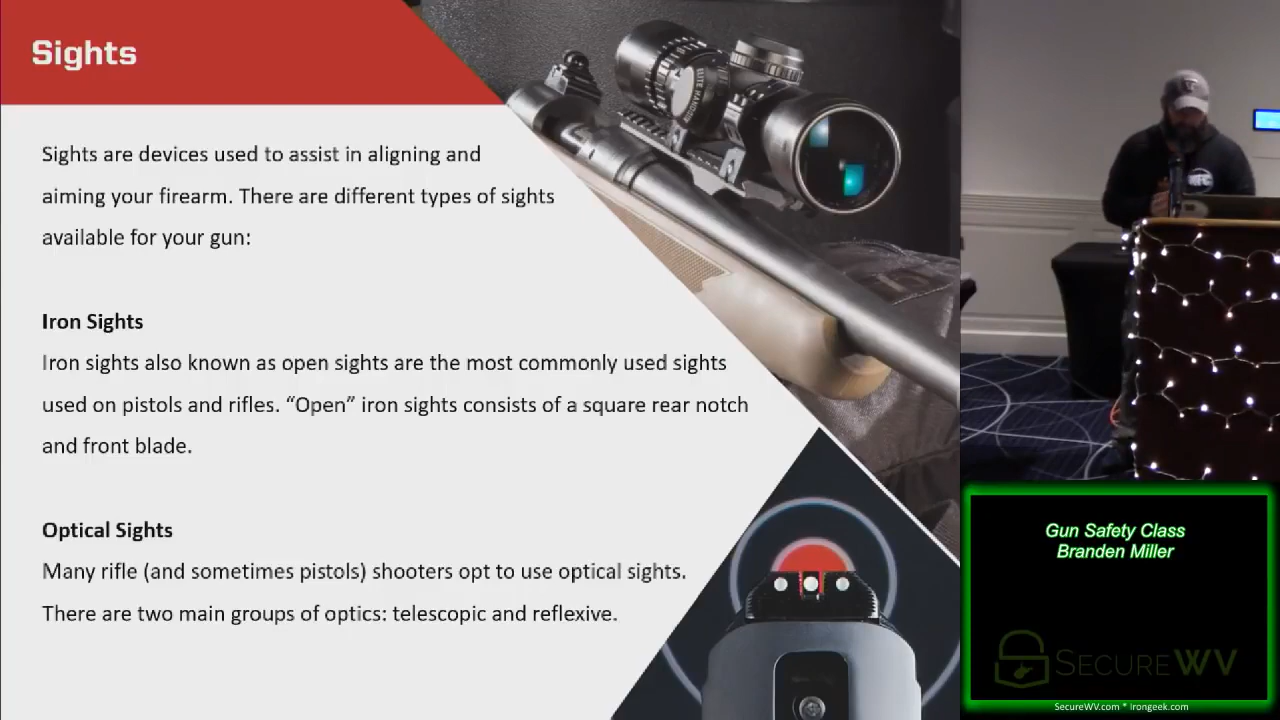 Sights
Sights are devices used to assist in aligning and
aiming your firearm. There are different types of sights
available for your gun:
Iron Sights
Iron sights also known as open sights are the most commonly used sights
used on pistols and rifles. “Open” iron sights consists of a square rear notch
and front blade.
Optical Sights
Many rifle (and sometimes pistols) shooters opt to use optical sights.
There are two main groups of optics: telescopic and reflexive.
Gun Safety Class
Branden Miller
SECUREWV
SecureWV.com * Irongeek.com